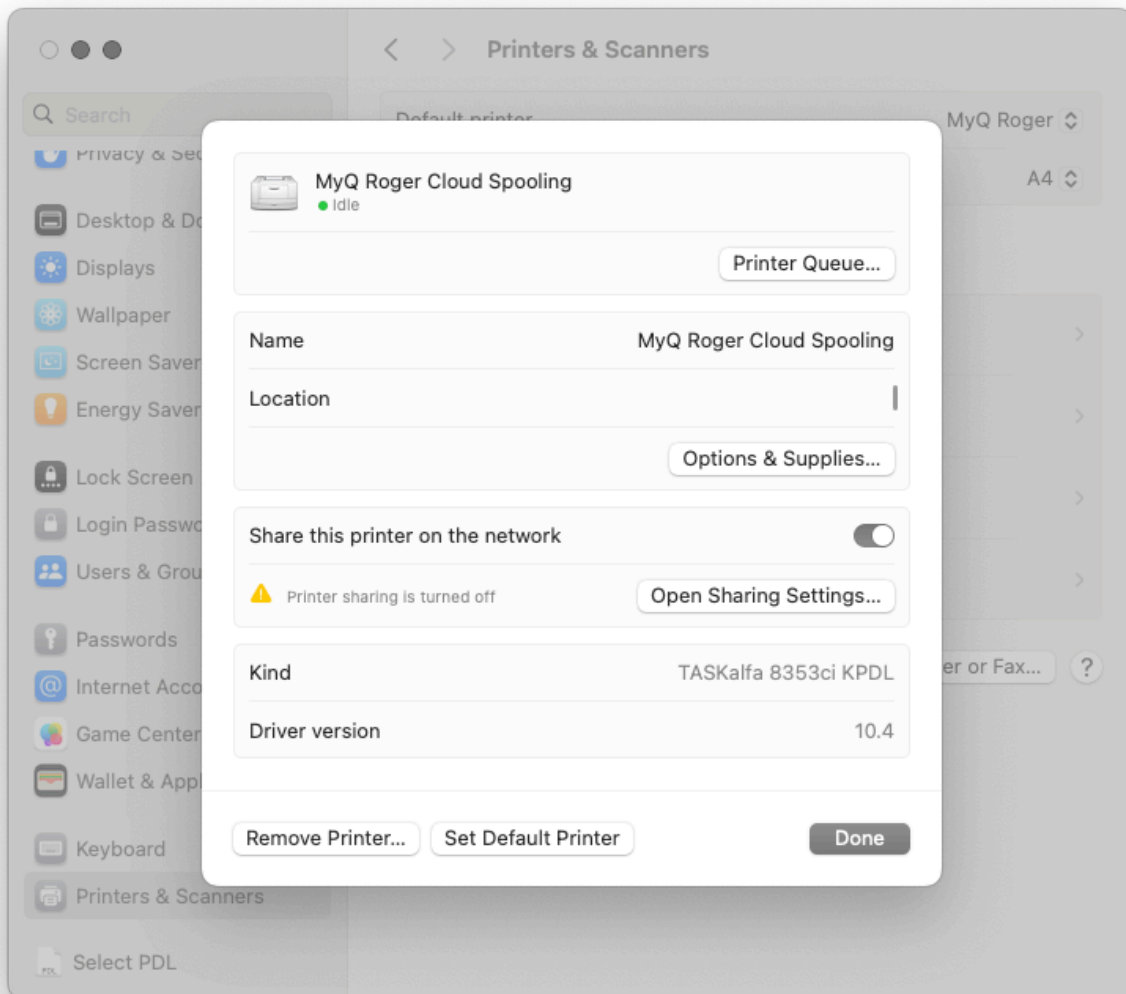 Printers & Scanners
Search
Default printer
MyQ Roger
A4
Privacy & Sec
Desktop & Do
Displays
Wallpaper
Screen Saver
Energy Saver
Lock Screen
Login Passwo
Users & Grou
Passwords
Internet Acco
Game Center
Wallet & Appl
Keyboard
Printers & Scanners
PDL
Select PDL
er or Fax...
?
MyQ Roger Cloud Spooling
Idle
Printer Queue...
Name
MyQ Roger Cloud Spooling
Location
Options & Supplies...
Share this printer on the network
Printer sharing is turned off
Open Sharing Settings...
Kind
TASKalfa 8353ci KPDL
Driver version
10.4
Remove Printer...
Set Default Printer
Done